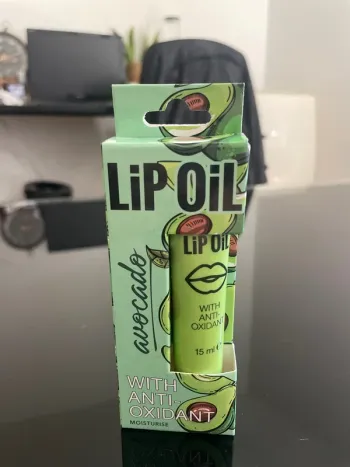 LiP OiL
avocado
LiP OiL
WITH
ANTI-
OXIDANT
15 ml
WITH
ANTI-
OXIDANT
MOISTURISE